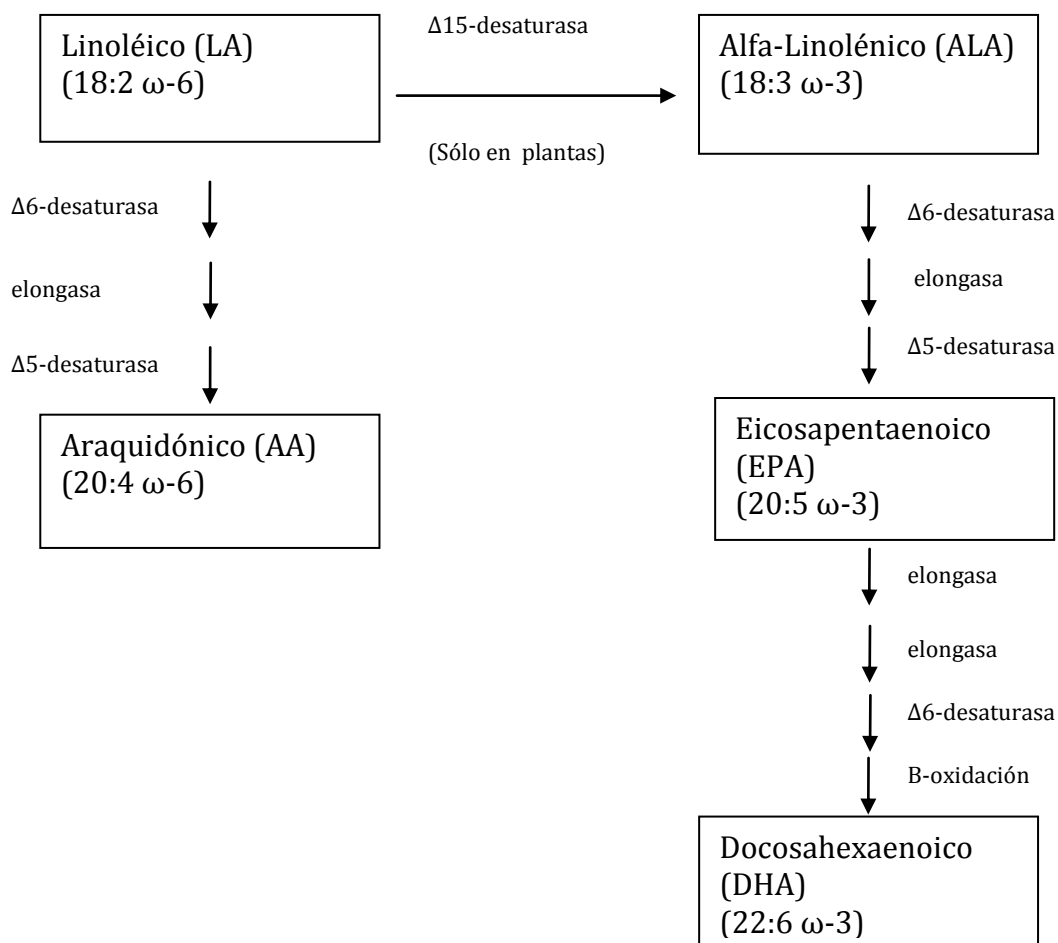 Linoléico (LA)
(18:2 ω-6)
Δ15-desaturasa
(Sólo en plantas)
Alfa-Linolénico (ALA)
(18:3 ω-3)
Δ6-desaturasa
elongasa
Δ5-desaturasa
Araquidónico (AA)
(20:4 ω-6)
Δ6-desaturasa
elongasa
Δ5-desaturasa
Eicosapentaenoico
(EPA)
(20:5 ω-3)
elongasa
elongasa
Δ6-desaturasa
B-oxidación
Docosahexaenoico
(DHA)
(22:6 ω-3)